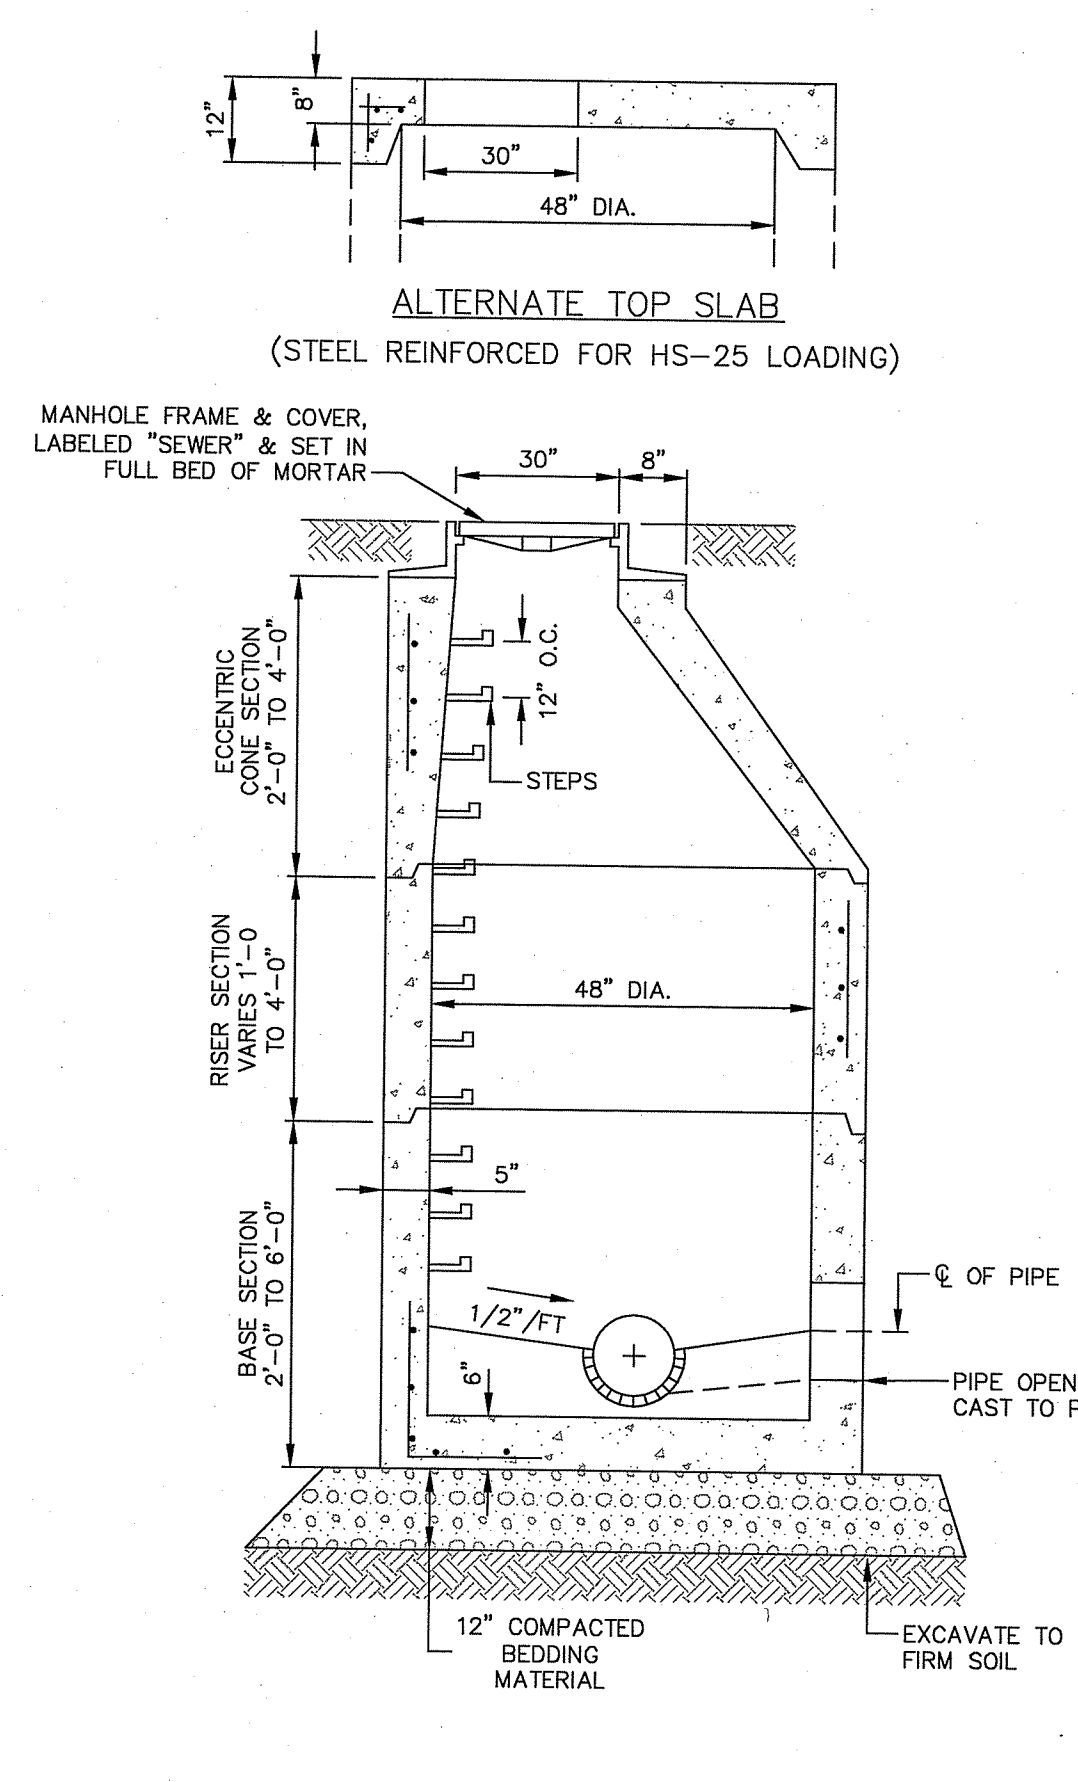 12"
8"
30"
48" DIA.
ALTERNATE TOP SLAB
(STEEL REINFORCED FOR HS-25 LOADING)
MANHOLE FRAME & COVER,
LABELED "SEWER" & SET IN
FULL BED OF MORTAR
30"
8"
ECCENTRIC
CONE SECTION
2'-0" TO 4'-0"
12" O.C.
STEPS
RISER SECTION
VARIES 1'-0
TO 4'-0"
48" DIA.
5"
BASE SECTION
2'-0" TO 6'-0"
1/2"/FT
6"
℄ OF PIPE
PIPE OPEN
CAST TO
12" COMPACTED
BEDDING
MATERIAL
EXCAVATE TO
FIRM SOIL